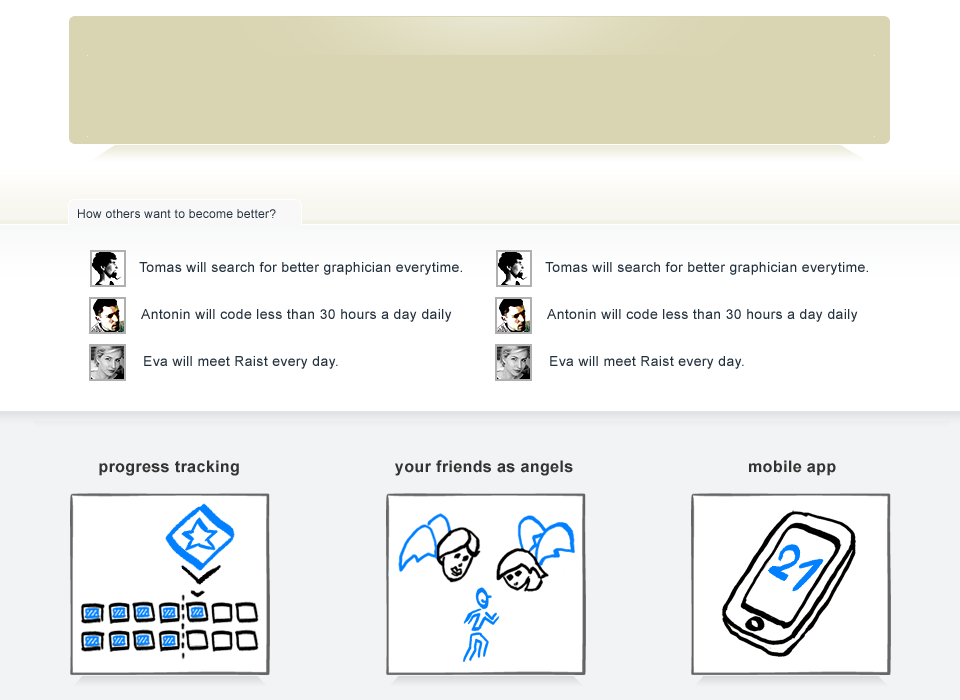 How others want to become better?
Tomas will search for better graphician everytime.
Tomas will search for better graphician everytime.
Antonin will code less than 30 hours a day daily
Antonin will code less than 30 hours a day daily
Eva will meet Raist every day.
Eva will meet Raist every day.
progress tracking
your friends as angels
mobile app
21